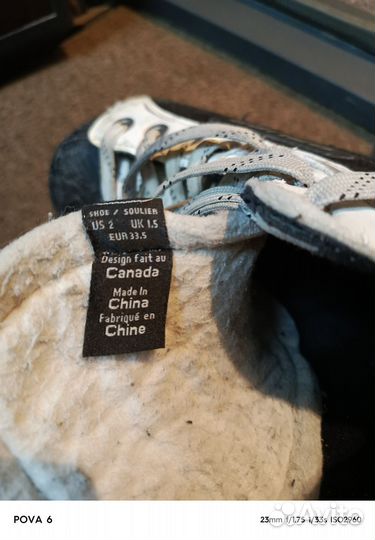 SHOE / SOULIER
US 2 UK 1.5
EUR 33.5
Design fait au
Canada
Made In
China
Fabriqué en
Chine
POVA 6
23mm f/1.75 1/33s ISO2960
Avito